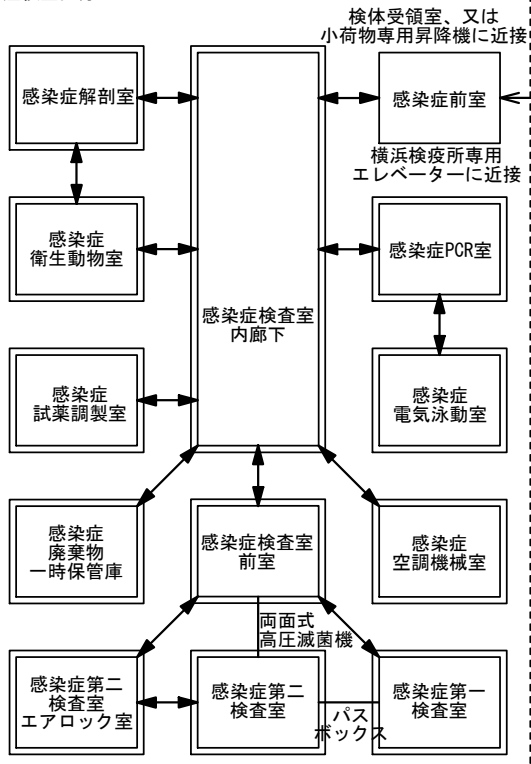 検体受領室、又は
小荷物専用昇降機に近接
感染症解剖室
感染症前室
横浜検疫所専用
エレベーターに近接
感染症
衛生動物室
感染症検査室
内廊下
感染症PCR室
感染症
試薬調製室
感染症
電気泳動室
感染症
廃棄物
一時保管庫
感染症検査室
前室
感染症
空調機械室
両面式
高圧滅菌機
感染症第二
検査室
エアロック室
感染症第二
検査室
パス
ボックス
感染症第一
検査室